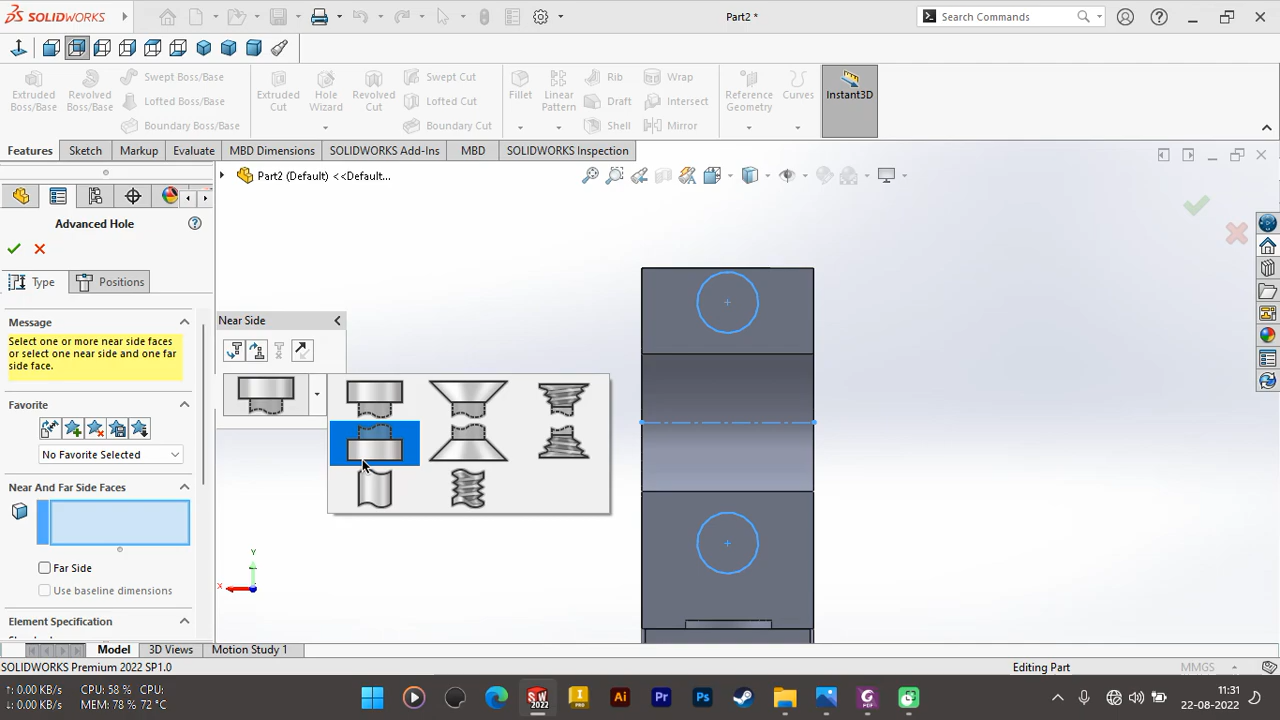 SOLIDWORKS
Part2 *
Search Commands
Extruded Boss/Base
Revolved Boss/Base
Swept Boss/Base
Lofted Boss/Base
Boundary Boss/Base
Extruded Cut
Hole Wizard
Revolved Cut
Swept Cut
Lofted Cut
Boundary Cut
Fillet
Linear Pattern
Rib
Draft
Shell
Wrap
Intersect
Mirror
Reference Geometry
Curves
Instant3D
Features
Sketch
Markup
Evaluate
MBD Dimensions
SOLIDWORKS Add-Ins
MBD
SOLIDWORKS Inspection
Part2 (Default) <<Default...
Advanced Hole
Type
Positions
Message
Select one or more near side faces
or select one near side and one far
side face.
Favorite
No Favorite Selected
Near And Far Side Faces
Far Side
Use baseline dimensions
Element Specification
Near Side
Y
X
Model
3D Views
Motion Study 1
SOLIDWORKS Premium 2022 SP1.0
Editing Part
MMGS
↑: 0.00 KB/s
↓: 0.00 KB/s
CPU: 58 %
MEM: 78 %
CPU:
72 °C
11:31
22-08-2022